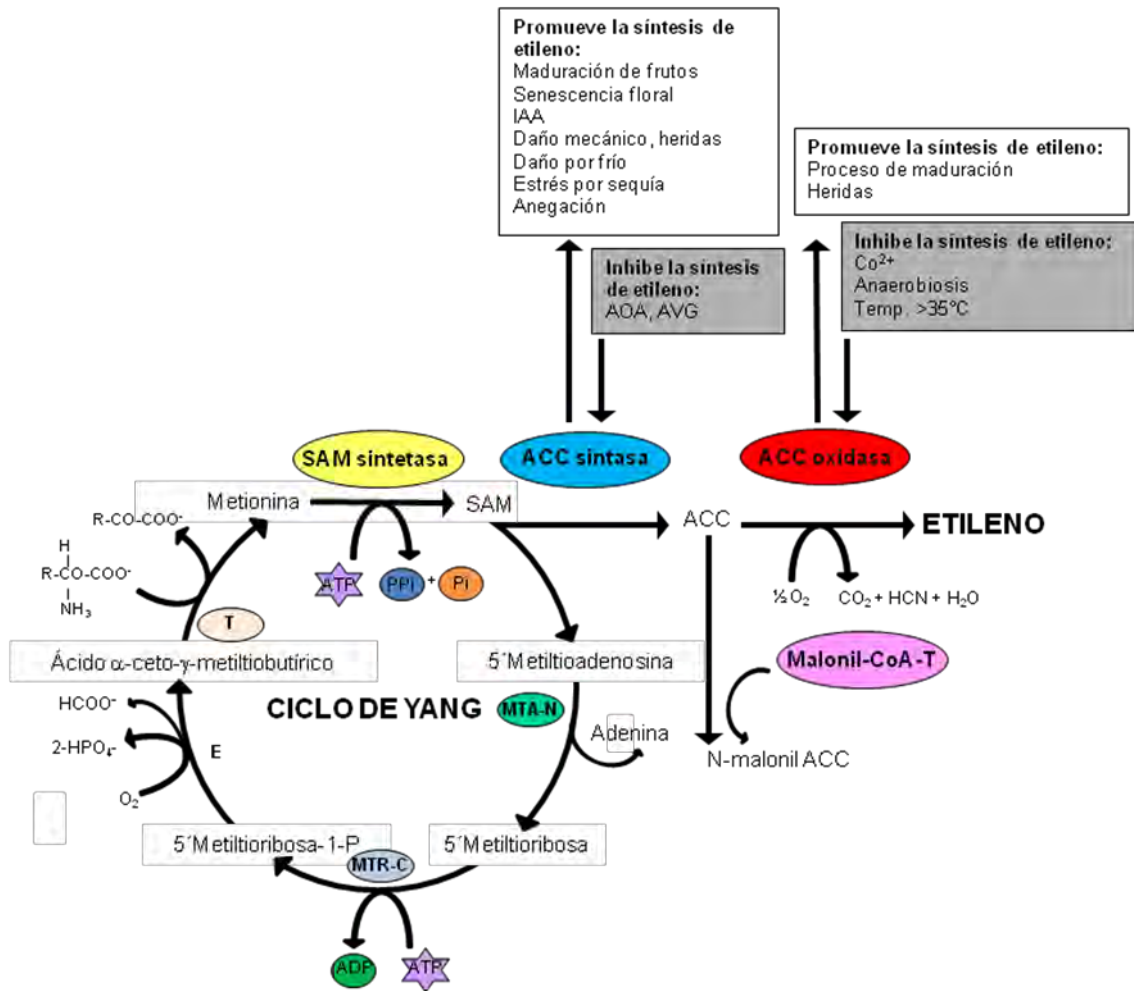 Promueve la síntesis de
etileno:
Maduración de frutos
Senescencia floral
IAA
Daño mecánico, heridas
Daño por frío
Estrés por sequía
Anegación
Promueve la síntesis de etileno:
Proceso de maduración
Heridas
Inhibe la síntesis
de etileno:
AOA, AVG
Inhibe la síntesis de etileno:
Co²⁺
Anaerobiosis
Temp. >35°C
SAM sintetasa
ACC sintasa
ACC oxidasa
Metionina
SAM
ACC
ETILENO
R-CO-COO⁻
H
R-CO-COO⁻
NH₃
ATP
PPi + Pi
½ O₂
CO₂ + HCN + H₂O
T
Ácido α-ceto-γ-metiltiobutírico
5´Metiltioadenosina
Malonil-CoA-T
HCOO⁻
CICLO DE YANG
MTA-N
2-HPO₄⁻
E
Adenina
N-malonil ACC
O₂
5´Metiltioribosa-1-P
5´Metiltioribosa
MTR-C
ADP
ATP